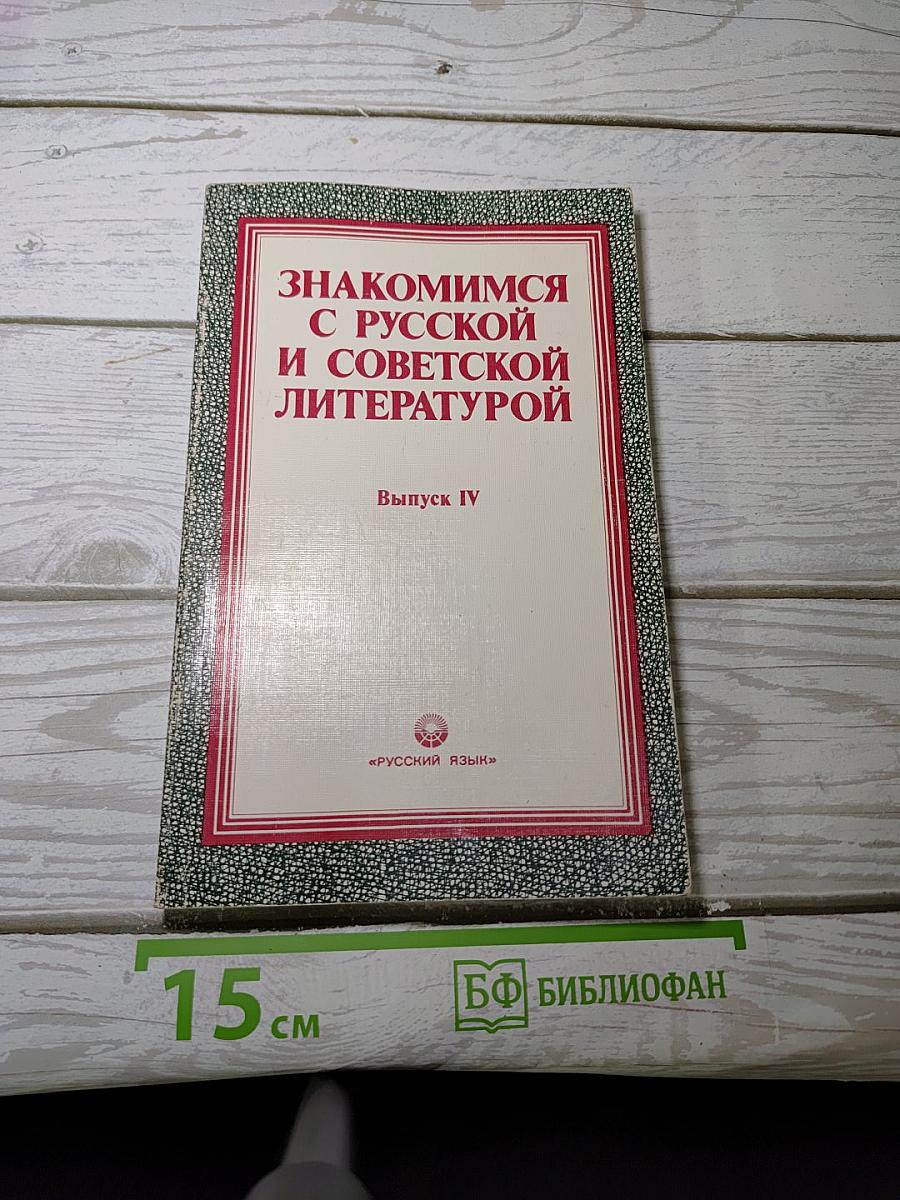 ЗНАКОМИМСЯ
С РУССКОЙ
И СОВЕТСКОЙ
ЛИТЕРАТУРОЙ
Выпуск IV
«РУССКИЙ ЯЗЫК»
15 см
БФ БИБЛИОФАН